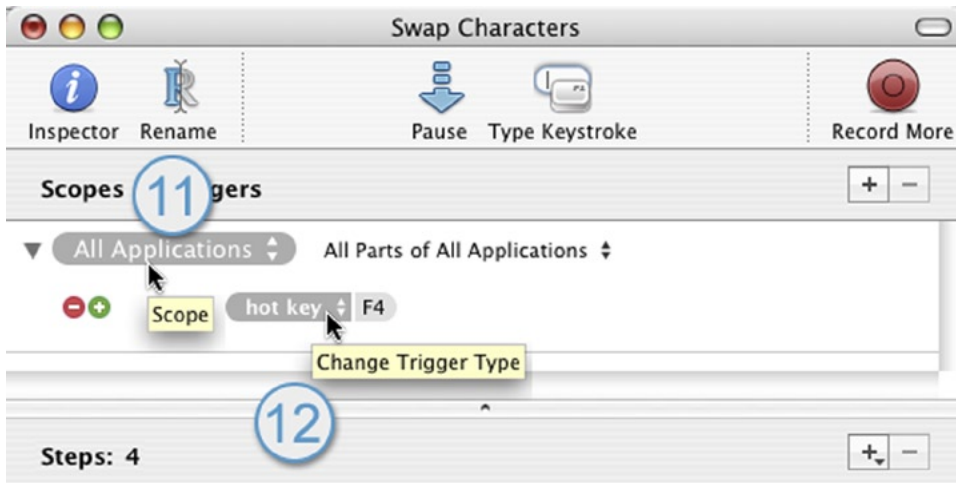 Swap Characters
Inspector Rename Pause Type Keystroke Record More
Scopes gers
11
All Applications All Parts of All Applications
hot key F4
Scope
Change Trigger Type
12
Steps: 4